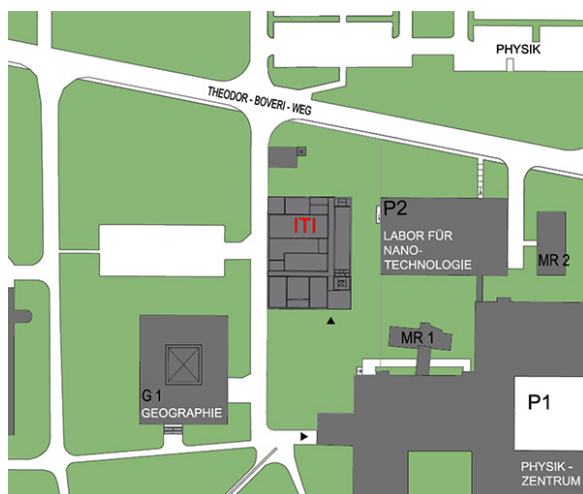 PHYSIK
THEODOR - BOVERI - WEG
ITI
P2
LABOR FÜR
NANO-
TECHNOLOGIE
MR 2
MR 1
G 1
GEOGRAPHIE
P1
PHYSIK -
ZENTRUM